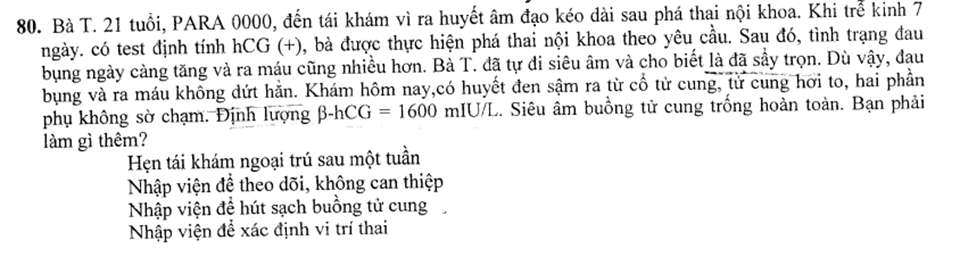 80. Bà T. 21 tuổi, PARA 0000, đến tái khám vì ra huyết âm đạo kéo dài sau phá thai nội khoa. Khi trễ kinh 7
ngày. có test định tính hCG (+), bà được thực hiện phá thai nội khoa theo yêu cầu. Sau đó, tình trạng đau
bụng ngày càng tăng và ra máu cũng nhiều hơn. Bà T. đã tự đi siêu âm và cho biết là đã sẩy trọn. Dù vậy, đau
bụng và ra máu không dứt hẳn. Khám hôm nay,có huyết đen sậm ra từ cổ tử cung, tử cung hơi to, hai phần
phụ không sờ chạm. Định lượng β-hCG = 1600 mIU/L. Siêu âm buồng tử cung trống hoàn toàn. Bạn phải
làm gì thêm?
Hẹn tái khám ngoại trú sau một tuần
Nhập viện để theo dõi, không can thiệp
Nhập viện để hút sạch buồng tử cung
Nhập viện để xác định vị trí thai